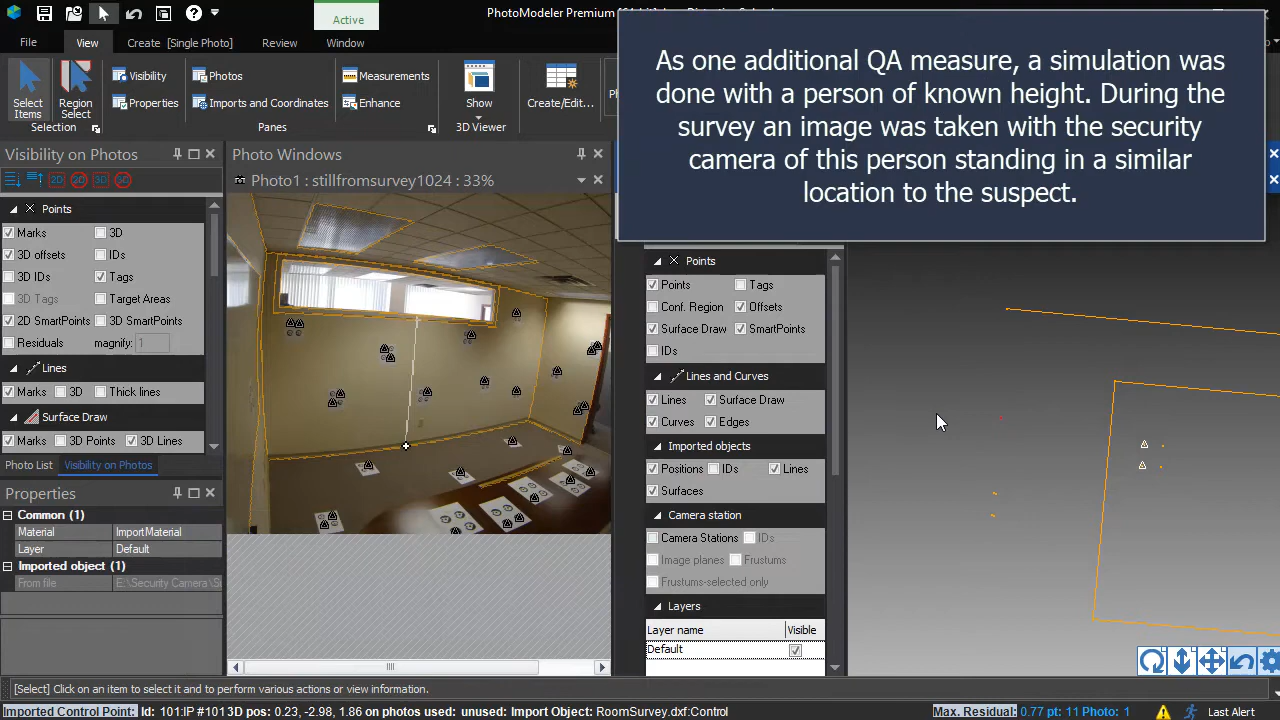 PhotoModeler Premium
Active
File
View
Create [Single Photo]
Review
Window
As one additional QA measure, a simulation was
done with a person of known height. During the
survey an image was taken with the security
camera of this person standing in a similar
location to the suspect.
Select
Items
Region
Select
Selection
Visibility
Properties
Photos
Imports and Coordinates
Measurements
Enhance
Panes
Show
3D Viewer
Create/Edi...
Visibility on Photos
Photo Windows
Photo1 : stillfromsurvey1024 : 33%
Points
Marks
3D
3D offsets
IDs
3D IDs
Tags
3D Tags
Target Areas
2D SmartPoints
3D SmartPoints
Residuals
magnify:
1
Lines
Marks
3D
Thick lines
Surface Draw
Marks
3D Points
3D Lines
Photo List
Visibility on Photos
Properties
Common (1)
Material
ImportMaterial
Layer
Default
Imported object (1)
From file
E:\Security Camera\Su
Points
Points
Tags
Conf. Region
Offsets
Surface Draw
SmartPoints
IDs
Lines and Curves
Lines
Surface Draw
Curves
Edges
Imported objects
Positions
IDs
Lines
Surfaces
Camera station
Camera Stations
IDs
Image planes
Frustums
Frustums-selected only
Layers
Layer name
Visible
Default
[Select] Click on an item to select it and to perform various actions or view information.
Imported Control Point: Id: 101:IP #1013D pos: 0.23, -2.98, 1.86 on photos used: unused: Import Object: RoomSurvey.dxf:Control
Max. Residual: 0.77 pt: 11 Photo: 1
Last Alert